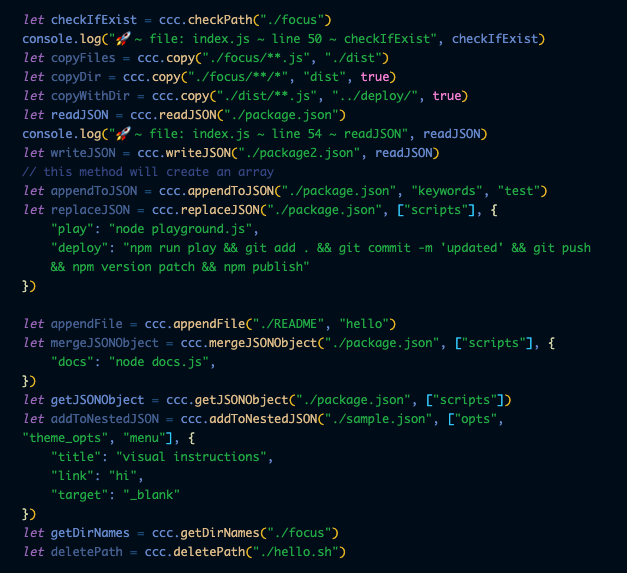 let checkIfExist = ccc.checkPath("./focus")
console.log("🚀 ~ file: index.js ~ line 50 ~ checkIfExist", checkIfExist)
let copyFiles = ccc.copy("./focus/**.js", "./dist")
let copyDir = ccc.copy("./focus/**/*", "dist", true)
let copyWithDir = ccc.copy("./dist/**.js", "../deploy/", true)
let readJSON = ccc.readJSON("./package.json")
console.log("🚀 ~ file: index.js ~ line 54 ~ readJSON", readJSON)
let writeJSON = ccc.writeJSON("./package2.json", readJSON)
// this method will create an array
let appendToJSON = ccc.appendToJSON("./package.json", "keywords", "test")
let replaceJSON = ccc.replaceJSON("./package.json", ["scripts"], {
    "play": "node playground.js",
    "deploy": "npm run play && git add . && git commit -m 'updated' && git push
    && npm version patch && npm publish"
})

let appendFile = ccc.appendFile("./README", "hello")
let mergeJSONObject = ccc.mergeJSONObject("./package.json", ["scripts"], {
    "docs": "node docs.js",
})
let getJSONObject = ccc.getJSONObject("./package.json", ["scripts"])
let addToNestedJSON = ccc.addToNestedJSON("./sample.json", ["opts",
"theme_opts", "menu"], {
    "title": "visual instructions",
    "link": "hi",
    "target": "_blank"
})
let getDirNames = ccc.getDirNames("./focus")
let deletePath = ccc.deletePath("./hello.sh")